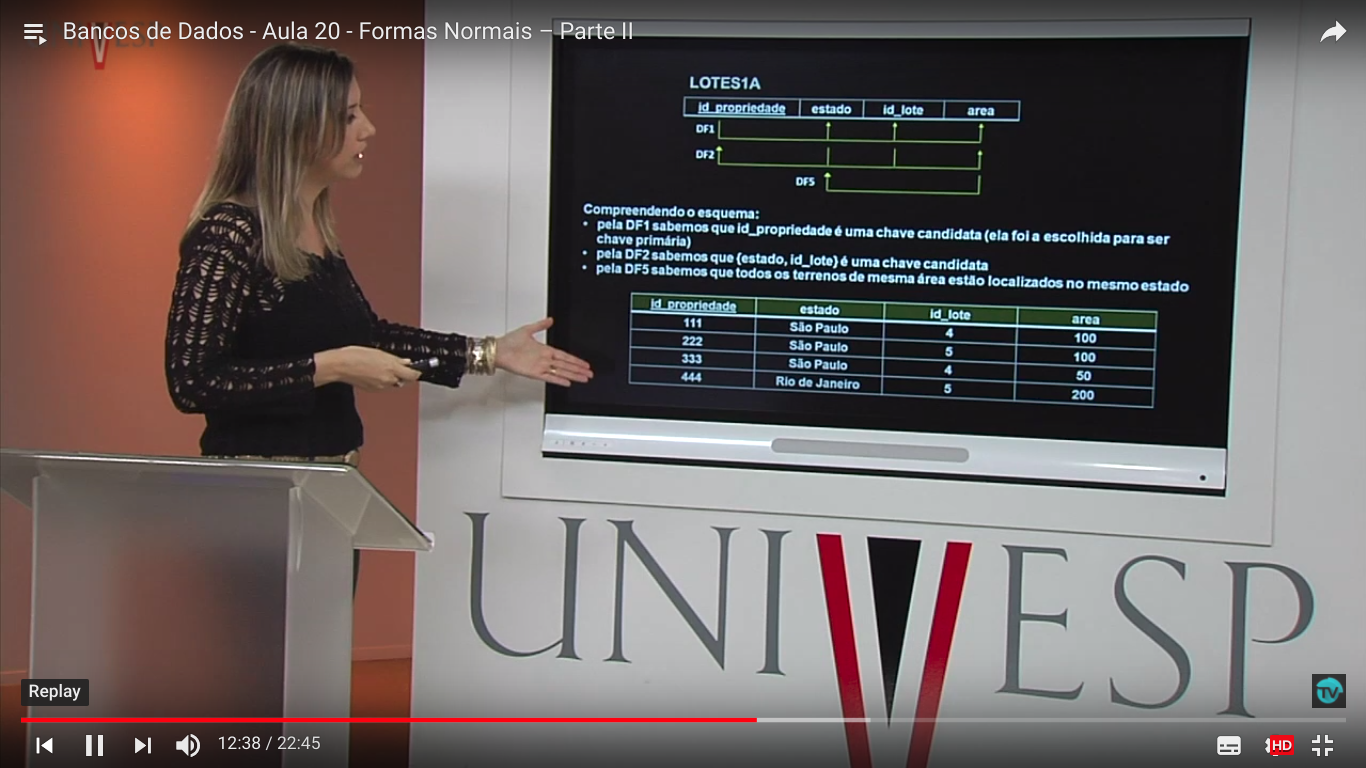 Bancos de Dados - Aula 20 - Formas Normais – Parte II
LOTES1A
id_propriedade estado id_lote area
DF1
DF2
DF5
Compreendendo o esquema:
• pela DF1 sabemos que id_propriedade é uma chave candidata (ela foi a escolhida para ser
chave primária)
• pela DF2 sabemos que {estado, id_lote} é uma chave candidata
• pela DF5 sabemos que todos os terrenos de mesma área estão localizados no mesmo estado
id_propriedade estado id_lote area
111 São Paulo 4 100
222 São Paulo 5 100
333 São Paulo 4 50
444 Rio de Janeiro 5 200
UNIVESP
Replay
TV
12:38 / 22:45
HD